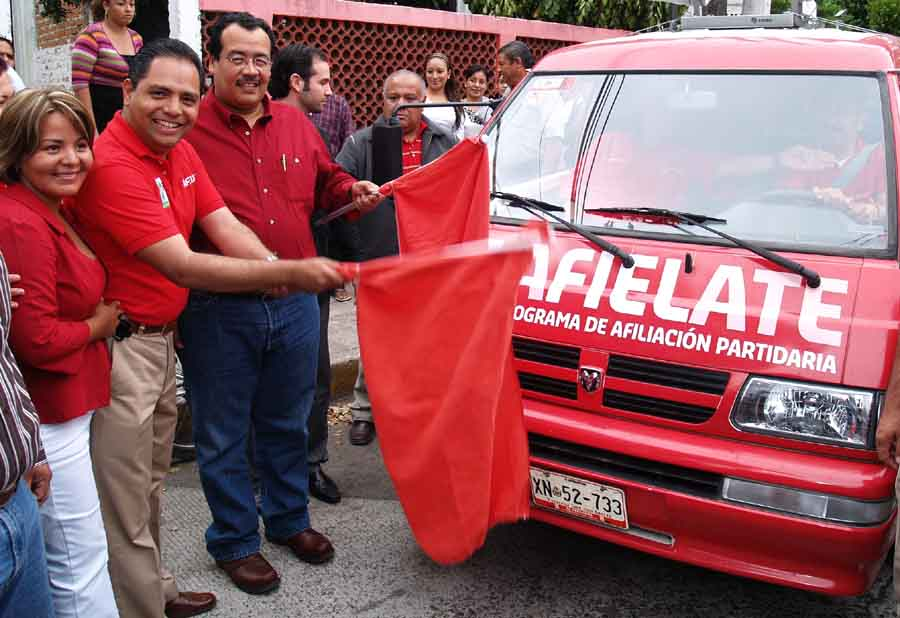 AFIELATE
OGRAMA DE AFILIACIÓN PARTIDARIA
XN-52-733